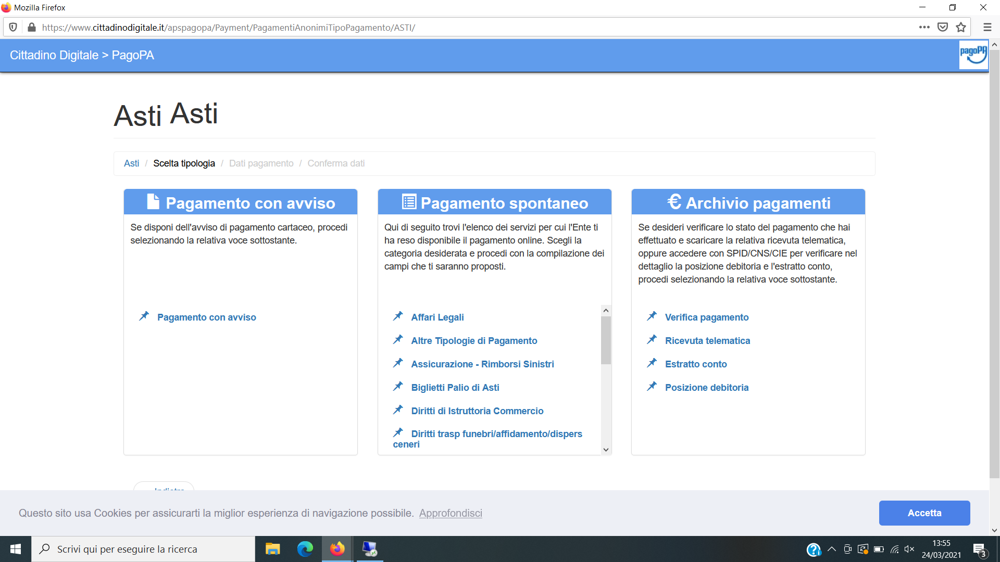 Mozilla Firefox
https://www.cittadinodigitale.it/apspagopa/Payment/PagamentiAnonimiTipoPagamento/ASTI/
Cittadino Digitale > PagoPA
pagoPA
Asti Asti
Asti / Scelta tipologia / Dati pagamento / Conferma dati
Pagamento con avviso
Se disponi dell'avviso di pagamento cartaceo, procedi
selezionando la relativa voce sottostante.
Pagamento con avviso
Pagamento spontaneo
Qui di seguito trovi l'elenco dei servizi per cui l'Ente ti
ha reso disponibile il pagamento online. Scegli la
categoria desiderata e procedi con la compilazione dei
campi che ti saranno proposti.
Affari Legali
Altre Tipologie di Pagamento
Assicurazione - Rimborsi Sinistri
Biglietti Palio di Asti
Diritti di Istruttoria Commercio
Diritti trasp funebri/affidamento/dispers
ceneri
€ Archivio pagamenti
Se desideri verificare lo stato del pagamento che hai
effettuato e scaricare la relativa ricevuta telematica,
oppure accedere con SPID/CNS/CIE per verificare nel
dettaglio la posizione debitoria e l'estratto conto,
procedi selezionando la relativa voce sottostante.
Verifica pagamento
Ricevuta telematica
Estratto conto
Posizione debitoria
Indietro
Questo sito usa Cookies per assicurarti la miglior esperienza di navigazione possibile. Approfondisci
Accetta
Scrivi qui per eseguire la ricerca
13:55
24/03/2021
3